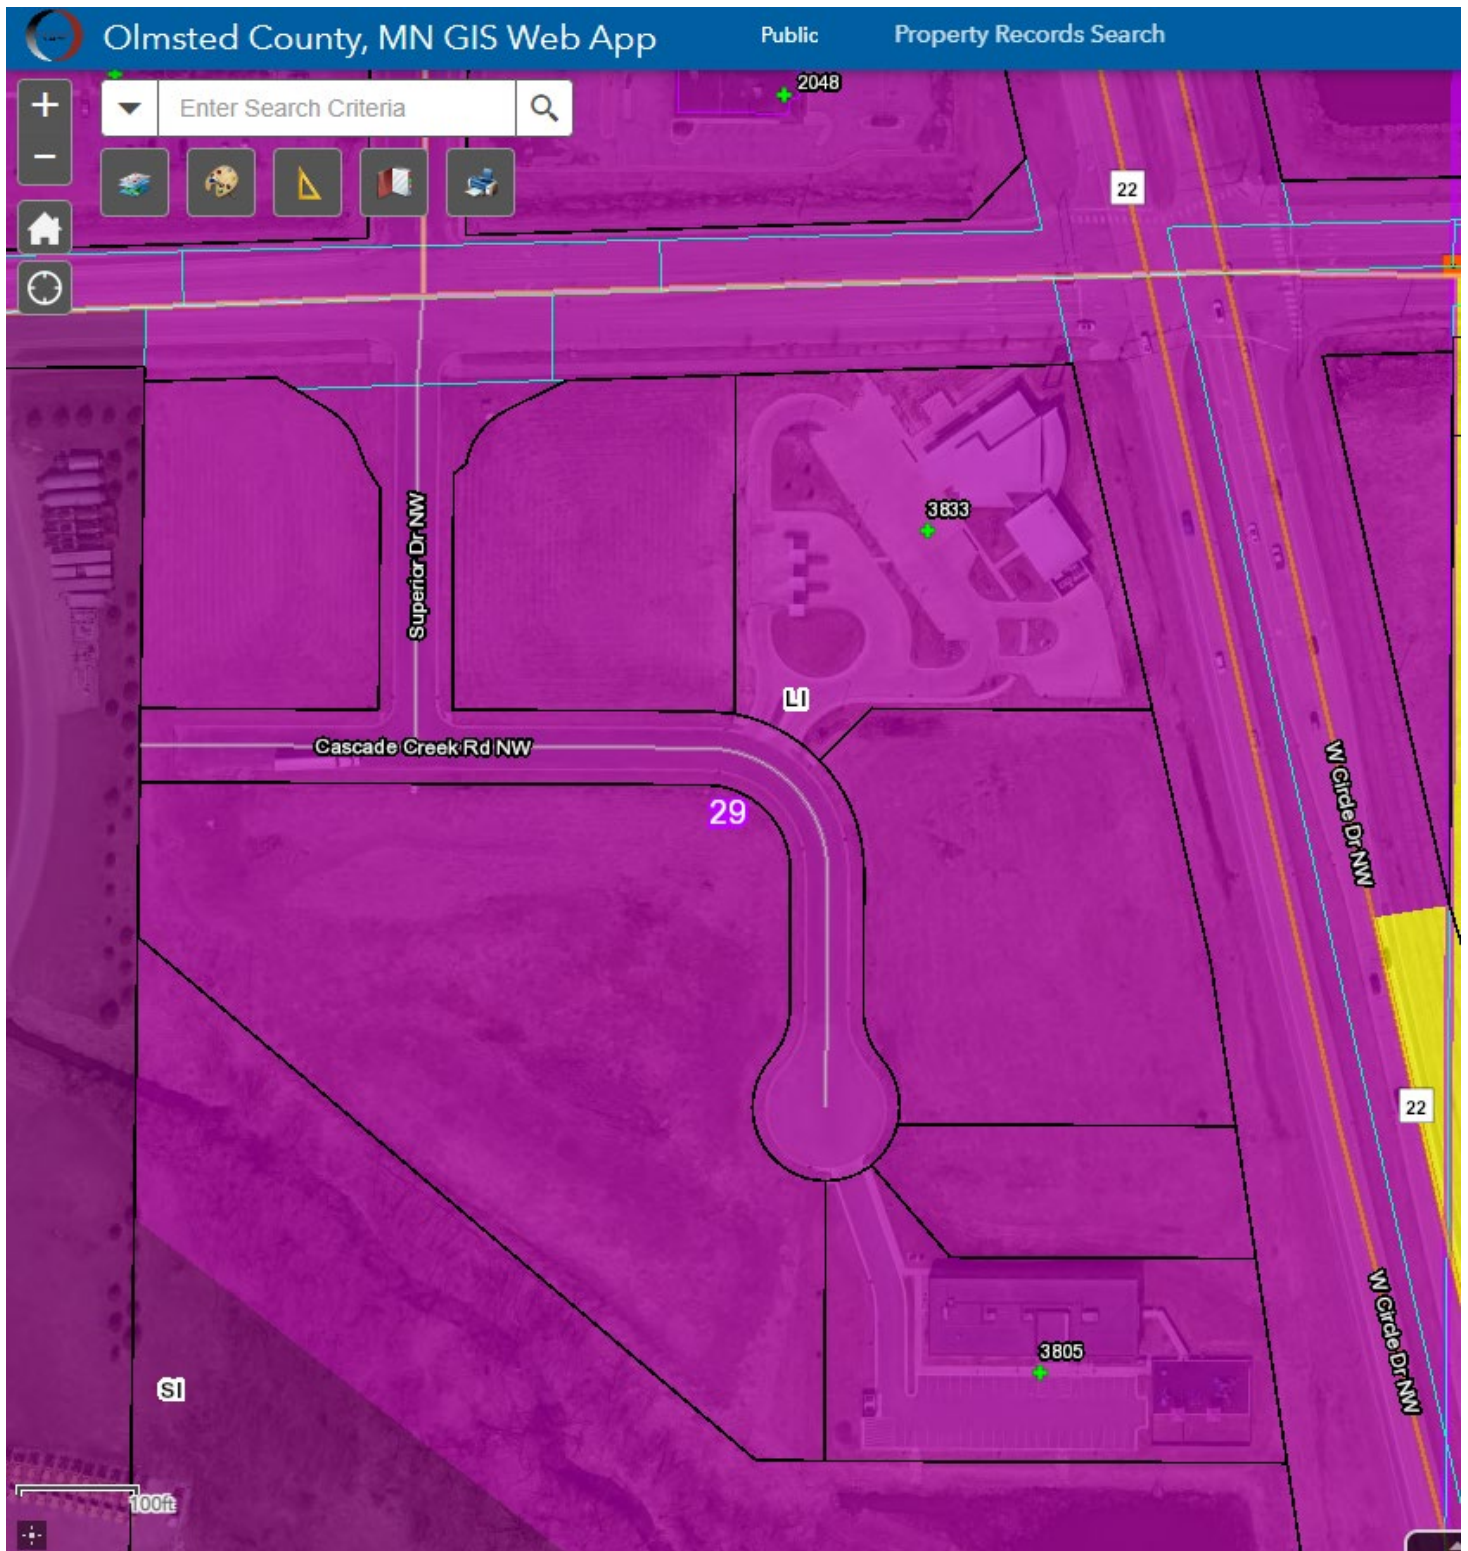 Olmsted County, MN GIS Web App
Public
Property Records Search
+
Enter Search Criteria
−
2048
22
3833
Superior Dr NW
LI
Cascade Creek Rd NW
W Circle Dr NW
29
22
3805
W Circle Dr NW
SI
100ft